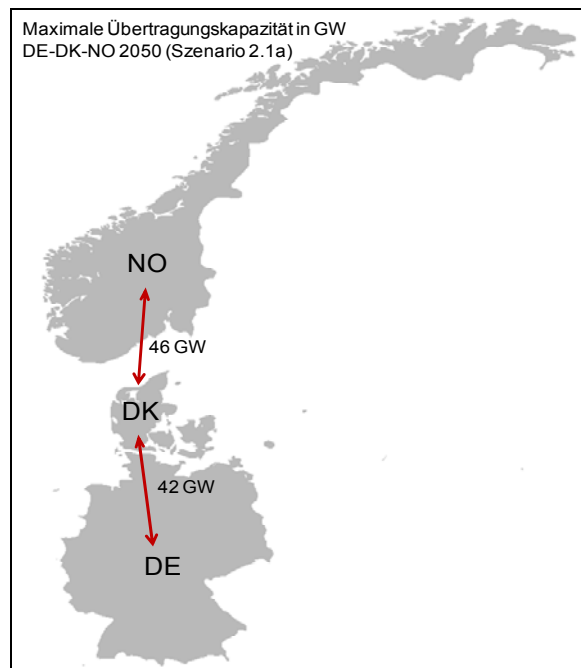 Maximale Übertragungskapazität in GW
DE-DK-NO 2050 (Szenario 2.1a)
NO
46 GW
DK
42 GW
DE